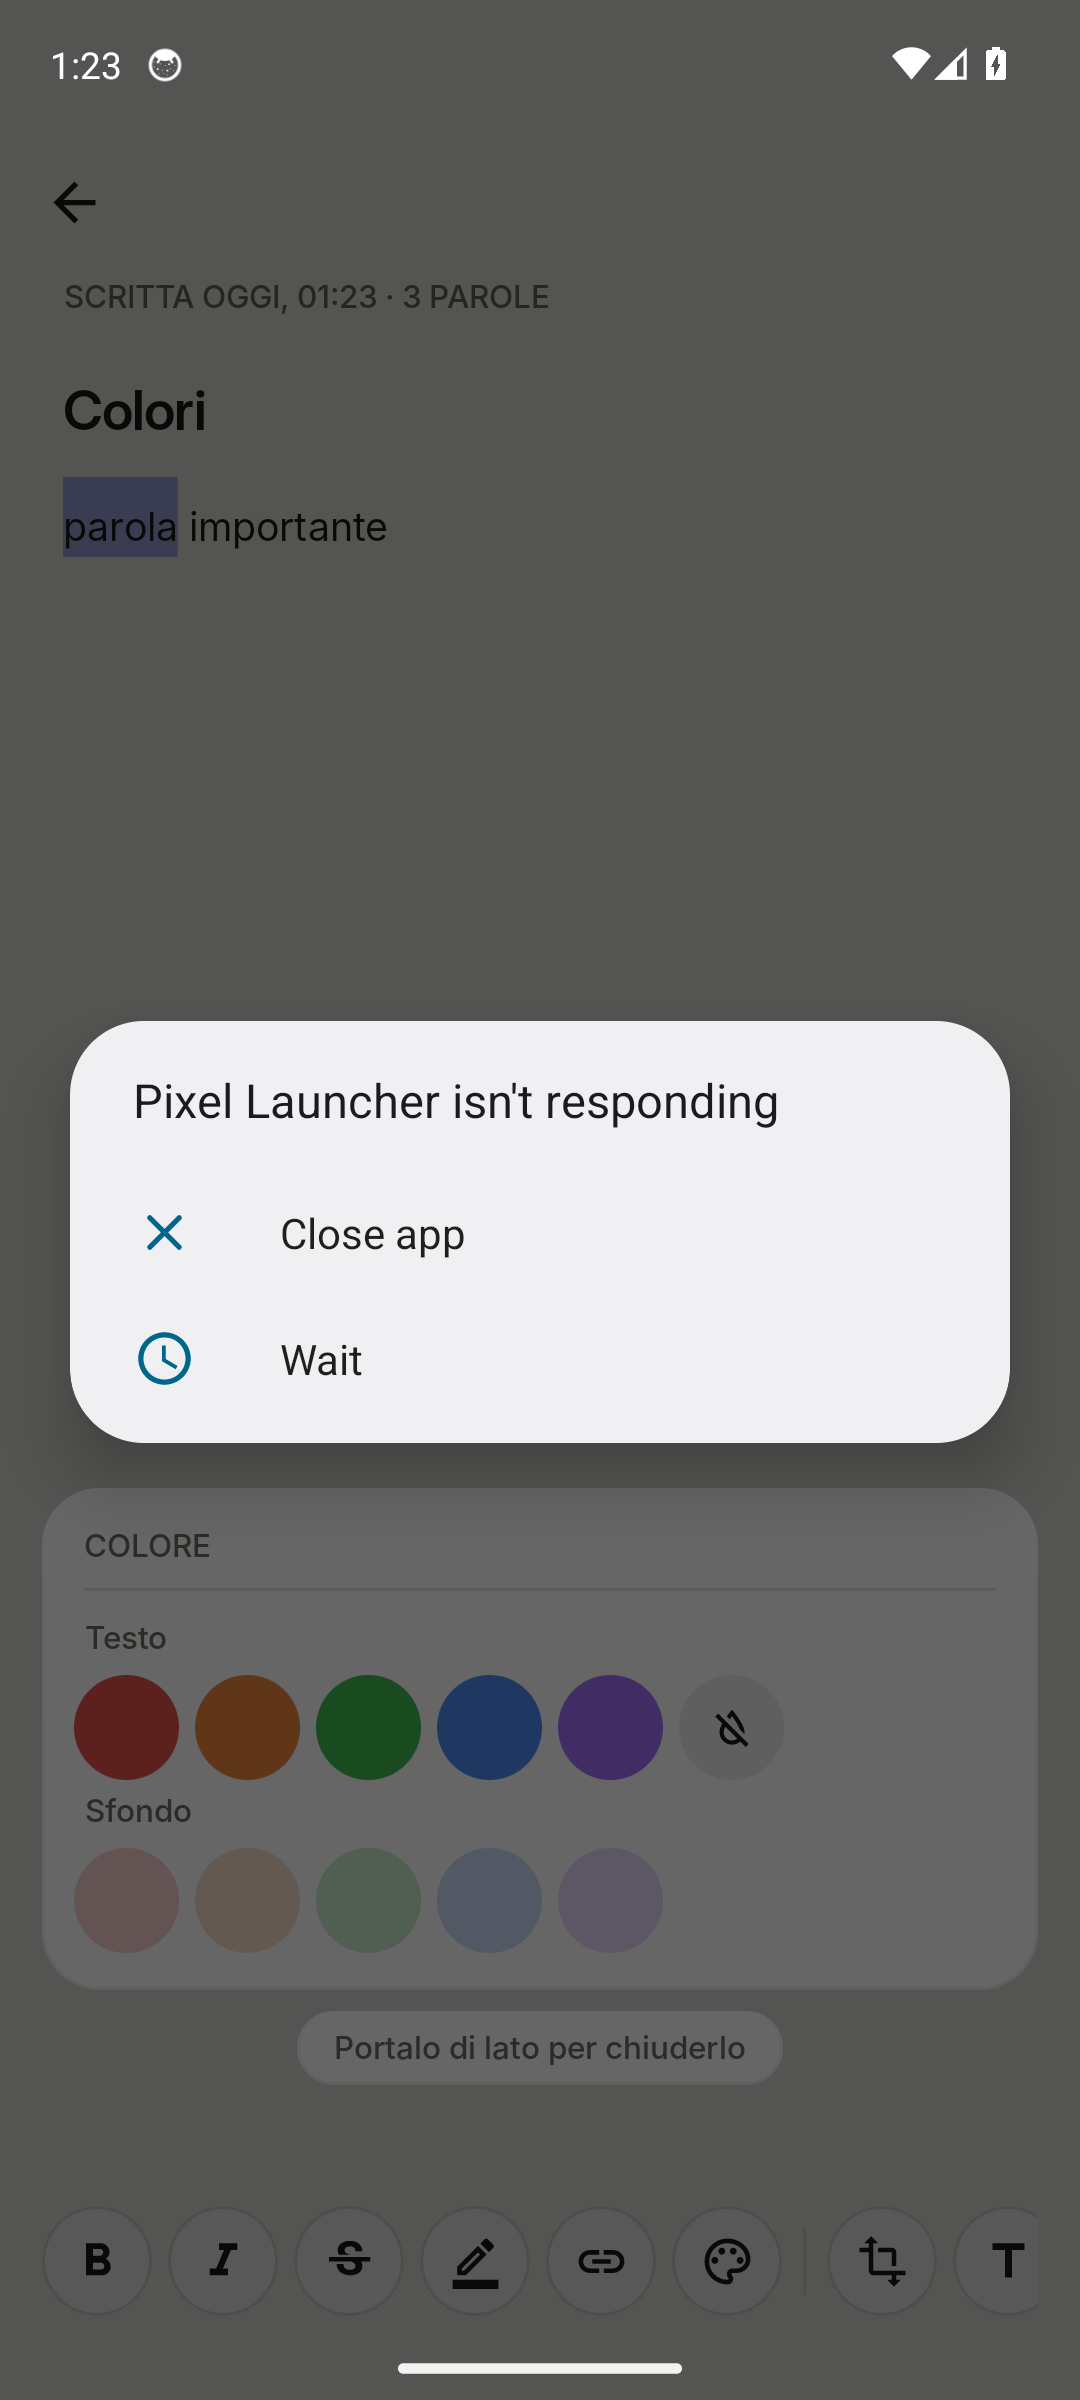 1:23
SCRITTA OGGI, 01:23 · 3 PAROLE
Colori
parola importante
Pixel Launcher isn't responding
Close app
Wait
COLORE
Testo
Sfondo
Portalo di lato per chiuderlo
B I S T